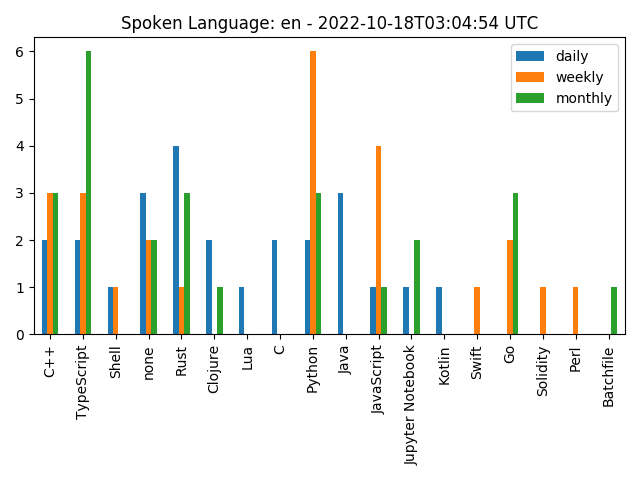 Spoken Language: en - 2022-10-18T03:04:54 UTC
daily
weekly
monthly
6
5
4
3
2
1
0
C++
TypeScript
Shell
none
Rust
Clojure
Lua
C
Python
Java
JavaScript
Jupyter Notebook
Kotlin
Swift
Go
Solidity
Perl
Batchfile